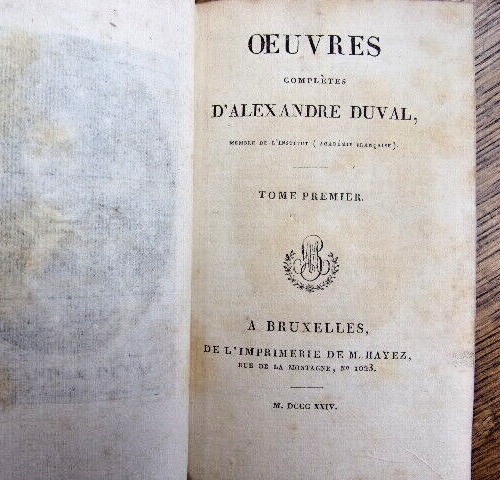 ŒUVRES
COMPLÈTES
D'ALEXANDRE DUVAL,
MEMBRE DE L'INSTITUT (ACADÉMIE FRANÇAISE).
TOME PREMIER.
A BRUXELLES,
DE L'IMPRIMERIE DE M. HAYEZ,
RUE DE LA MONTAGNE, No 1023.
M. DCCC XXIV.